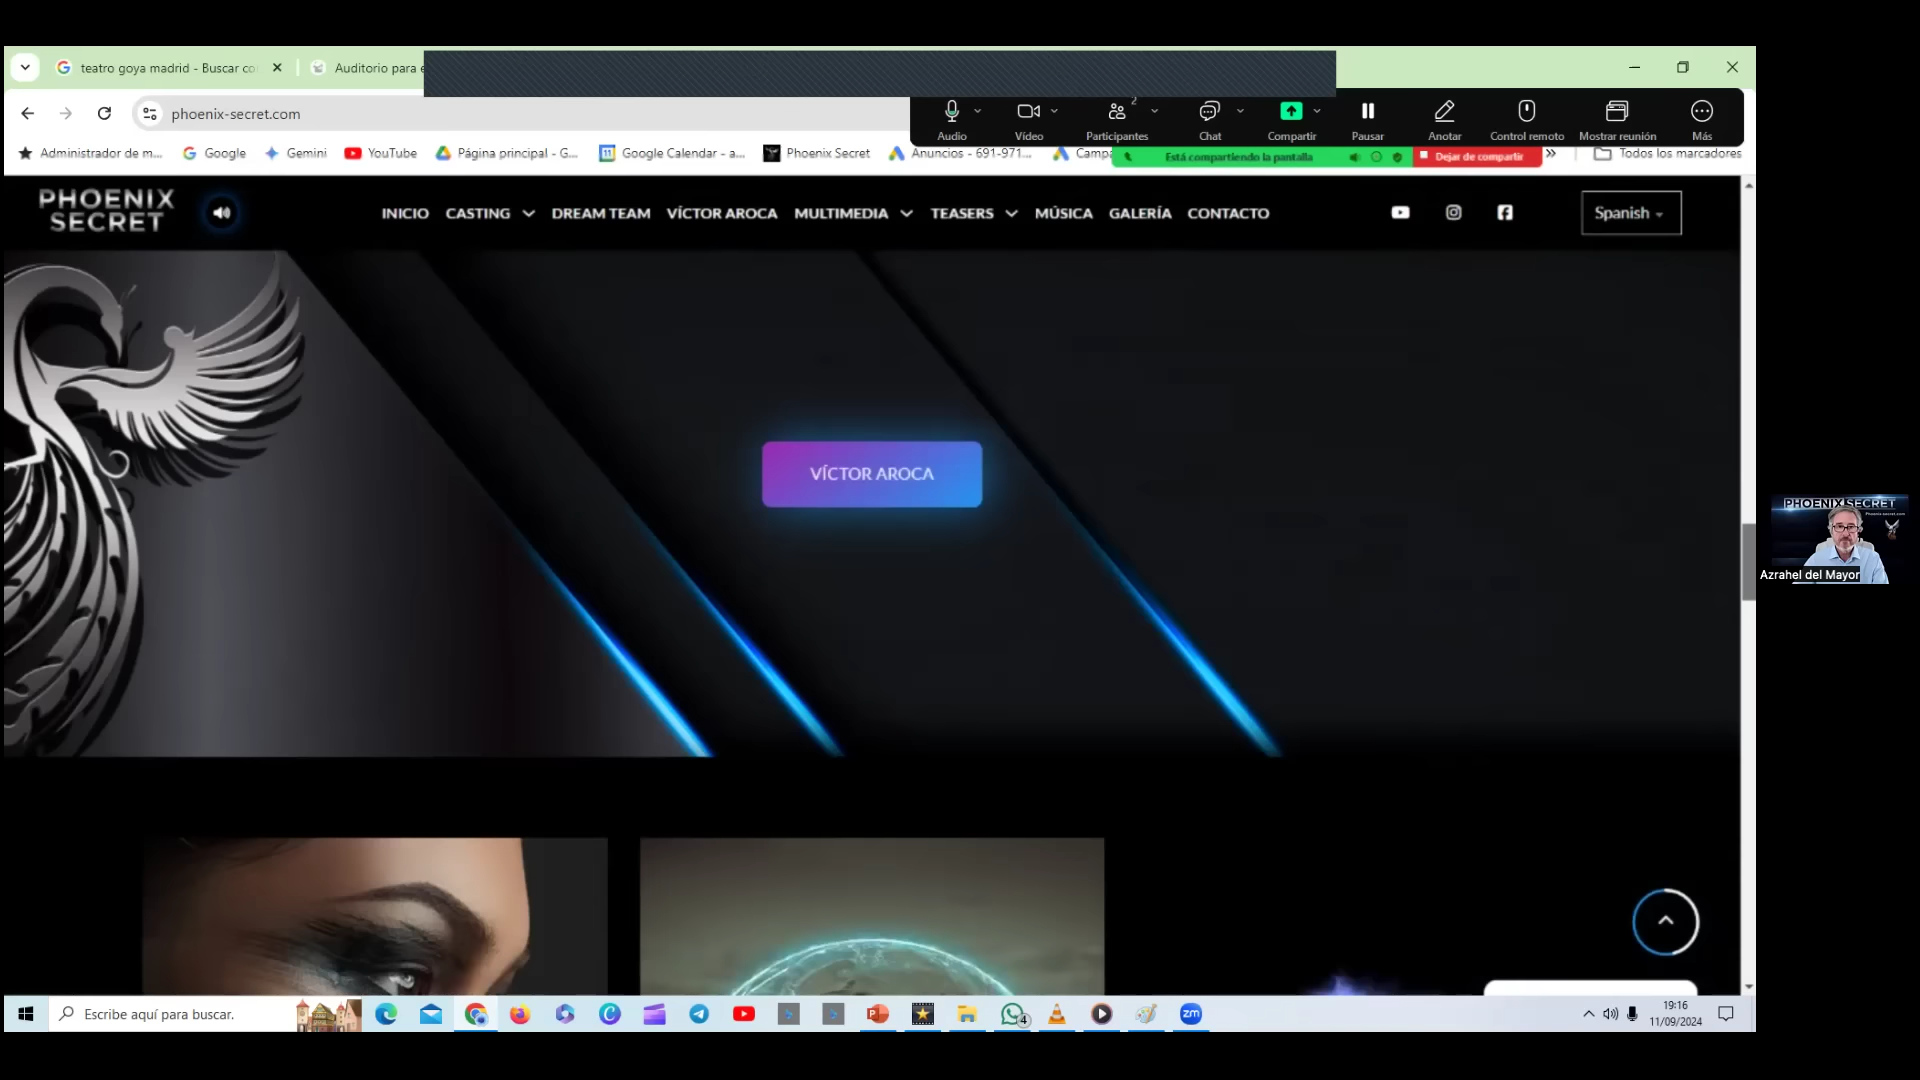 teatro goya madrid - Buscar co
Auditorio para e
phoenix-secret.com
2
Audio
Vídeo
Participantes
Chat
Compartir
Pausar
Anotar
Control remoto
Mostrar reunión
Más
Administrador de m...
Google
Gemini
YouTube
Página principal - G...
Google Calendar - a...
Phoenix Secret
Anuncios - 691-971...
Campa
Está compartiendo la pantalla
Dejar de compartir
Todos los marcadores
PHOENIX
SECRET
INICIO
CASTING
DREAM TEAM
VÍCTOR AROCA
MULTIMEDIA
TEASERS
MÚSICA
GALERÍA
CONTACTO
Spanish
VÍCTOR AROCA
PHOENIX SECRET
Azrahel del Mayor
Escribe aquí para buscar.
4
zm
19:16
11/09/2024